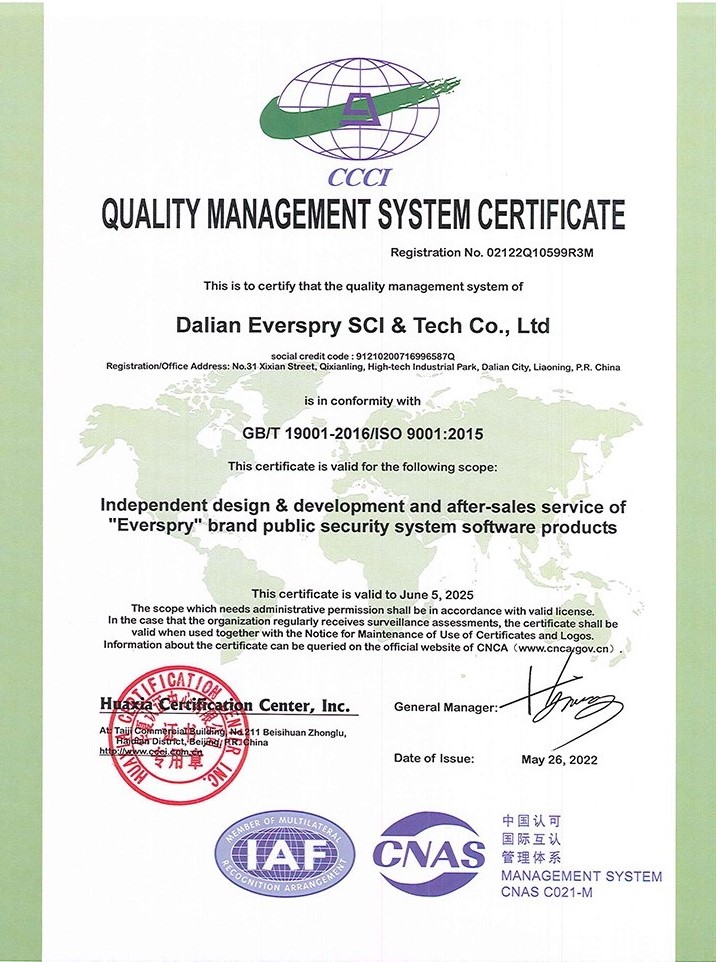 CCCI
QUALITY MANAGEMENT SYSTEM CERTIFICATE
Registration No. 02122Q10599R3M
This is to certify that the quality management system of
Dalian Everspry SCI & Tech Co., Ltd
social credit code : 91210200716996587Q
Registration/Office Address: No.31 Xixian Street, Qixianling, High-tech Industrial Park, Dalian City, Liaoning, P.R. China
is in conformity with
GB/T 19001-2016/ISO 9001:2015
This certificate is valid for the following scope:
Independent design & development and after-sales service of
"Everspry" brand public security system software products
This certificate is valid to June 5, 2025
The scope which needs administrative permission shall be in accordance with valid license.
In the case that the organization regularly receives surveillance assessments, the certificate shall be
valid when used together with the Notice for Maintenance of Use of Certificates and Logos.
Information about the certificate can be queried on the official website of CNCA（www.cnca.gov.cn）.
Huaxia Certification Center, Inc.
At: Taiji Commercial Building, No.211 Beisihuan Zhonglu,
Haidian District, Beijing, P.R. China
http://www.ccci.com.cn
HUAXIA CERTIFICATION CENTER INC.
证书
专用章
General Manager:
Date of Issue: May 26, 2022
MEMBER OF MULTILATERAL
IAF
RECOGNITION ARRANGEMENT
CNAS
中国认可
国际互认
管理体系
MANAGEMENT SYSTEM
CNAS C021-M